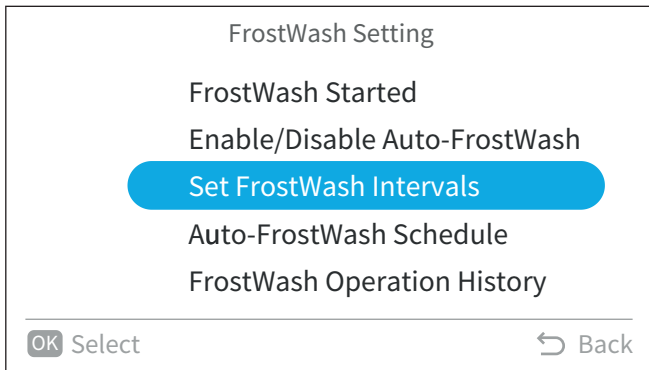 FrostWash Setting
FrostWash Started
Enable/Disable Auto-FrostWash
Set FrostWash Intervals
Auto-FrostWash Schedule
FrostWash Operation History
OK Select Back